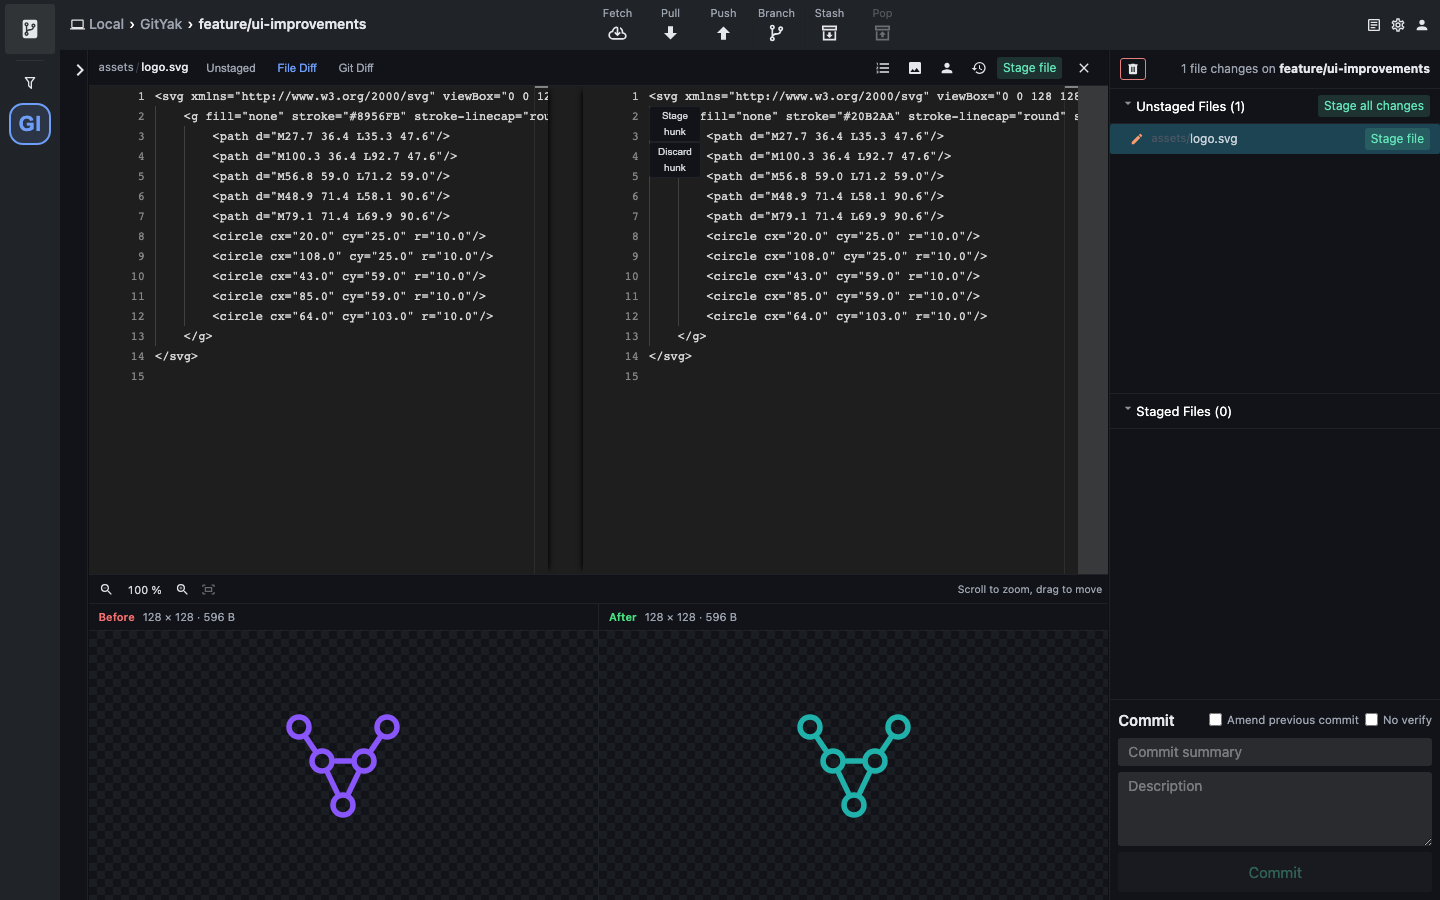 Local › GitYak › feature/ui-improvements
Fetch
Pull
Push
Branch
Stash
Pop
GI
assets / logo.svg
Unstaged
File Diff
Git Diff
Stage file
1 <svg xmlns="http://www.w3.org/2000/svg" viewBox="0 0 12
2 <g fill="none" stroke="#8956FB" stroke-linecap="rou
3 <path d="M27.7 36.4 L35.3 47.6"/>
4 <path d="M100.3 36.4 L92.7 47.6"/>
5 <path d="M56.8 59.0 L71.2 59.0"/>
6 <path d="M48.9 71.4 L58.1 90.6"/>
7 <path d="M79.1 71.4 L69.9 90.6"/>
8 <circle cx="20.0" cy="25.0" r="10.0"/>
9 <circle cx="108.0" cy="25.0" r="10.0"/>
10 <circle cx="43.0" cy="59.0" r="10.0"/>
11 <circle cx="85.0" cy="59.0" r="10.0"/>
12 <circle cx="64.0" cy="103.0" r="10.0"/>
13 </g>
14 </svg>
15
1 <svg xmlns="http://www.w3.org/2000/svg" viewBox="0 0 128 128
2 fill="none" stroke="#20B2AA" stroke-linecap="round" s
3 <path d="M27.7 36.4 L35.3 47.6"/>
4 <path d="M100.3 36.4 L92.7 47.6"/>
5 <path d="M56.8 59.0 L71.2 59.0"/>
6 <path d="M48.9 71.4 L58.1 90.6"/>
7 <path d="M79.1 71.4 L69.9 90.6"/>
8 <circle cx="20.0" cy="25.0" r="10.0"/>
9 <circle cx="108.0" cy="25.0" r="10.0"/>
10 <circle cx="43.0" cy="59.0" r="10.0"/>
11 <circle cx="85.0" cy="59.0" r="10.0"/>
12 <circle cx="64.0" cy="103.0" r="10.0"/>
13 </g>
14 </svg>
15
Stage
hunk
Discard
hunk
100 %
Scroll to zoom, drag to move
Before 128 × 128 · 596 B
After 128 × 128 · 596 B
1 file changes on feature/ui-improvements
Unstaged Files (1)
Stage all changes
assets/logo.svg
Stage file
Staged Files (0)
Commit
Amend previous commit
No verify
Commit summary
Description
Commit